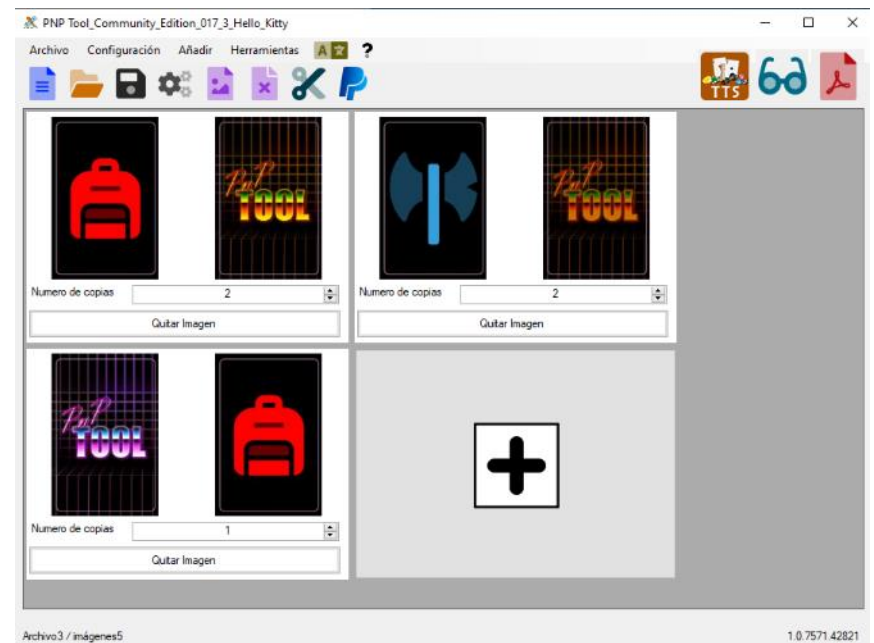 PNP Tool_Community_Edition_017_3_Hello_Kitty
Archivo Configuración Añadir Herramientas A ?
TTS
PnP
TOOL
PnP
TOOL
Numero de copias 2
Numero de copias 2
Quitar Imagen
Quitar Imagen
PnP
TOOL
Numero de copias 1
Quitar Imagen
Archivo3 / imágenes5
1.0.7571.42821